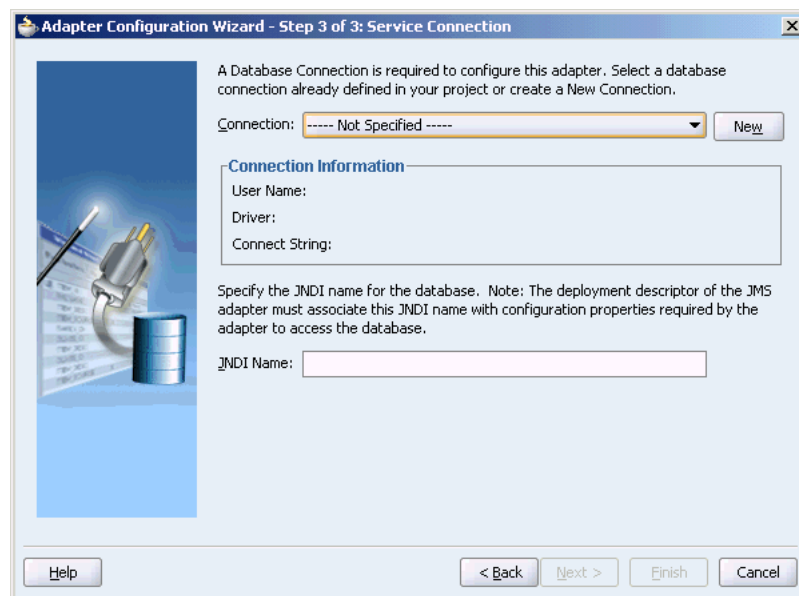 Adapter Configuration Wizard - Step 3 of 3: Service Connection
A Database Connection is required to configure this adapter. Select a database
connection already defined in your project or create a New Connection.
Connection: ----- Not Specified ----- New
Connection Information
User Name:
Driver:
Connect String:
Specify the JNDI name for the database. Note: The deployment descriptor of the JMS
adapter must associate this JNDI name with configuration properties required by the
adapter to access the database.
JNDI Name:
Help < Back Next > Finish Cancel